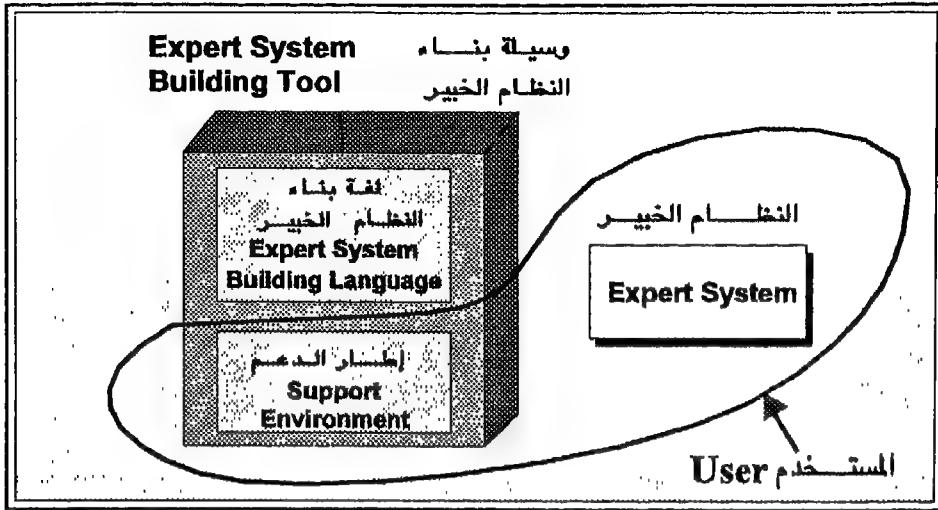 Expert System وسيلة بناء
Building Tool النظام الخبير
لغة بناء
النظام الخبير
Expert System
Building Language
إطار الدعم
Support
Environment
النظام الخبير
Expert System
المستخدم User